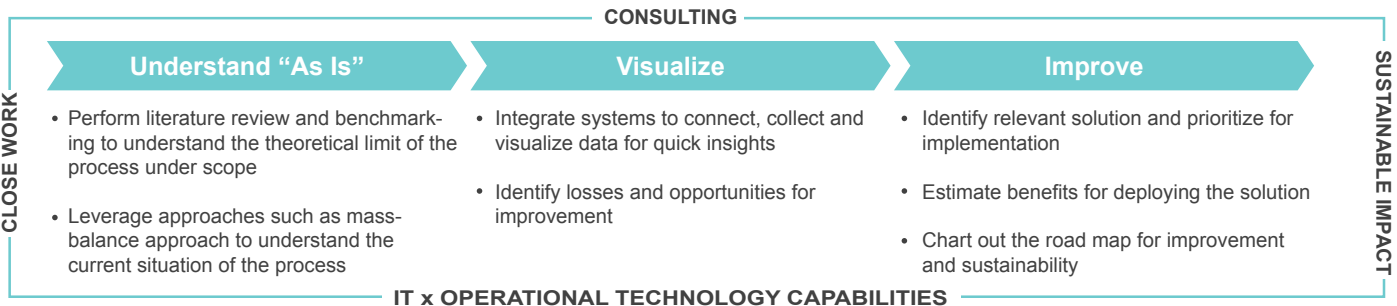 CONSULTING
CLOSE WORK
Understand “As Is”
• Perform literature review and benchmark-
ing to understand the theoretical limit of the
process under scope
• Leverage approaches such as mass-
balance approach to understand the
current situation of the process
Visualize
• Integrate systems to connect, collect and
visualize data for quick insights
• Identify losses and opportunities for
improvement
Improve
• Identify relevant solution and prioritize for
implementation
• Estimate benefits for deploying the solution
• Chart out the road map for improvement
and sustainability
SUSTAINABLE IMPACT
IT x OPERATIONAL TECHNOLOGY CAPABILITIES